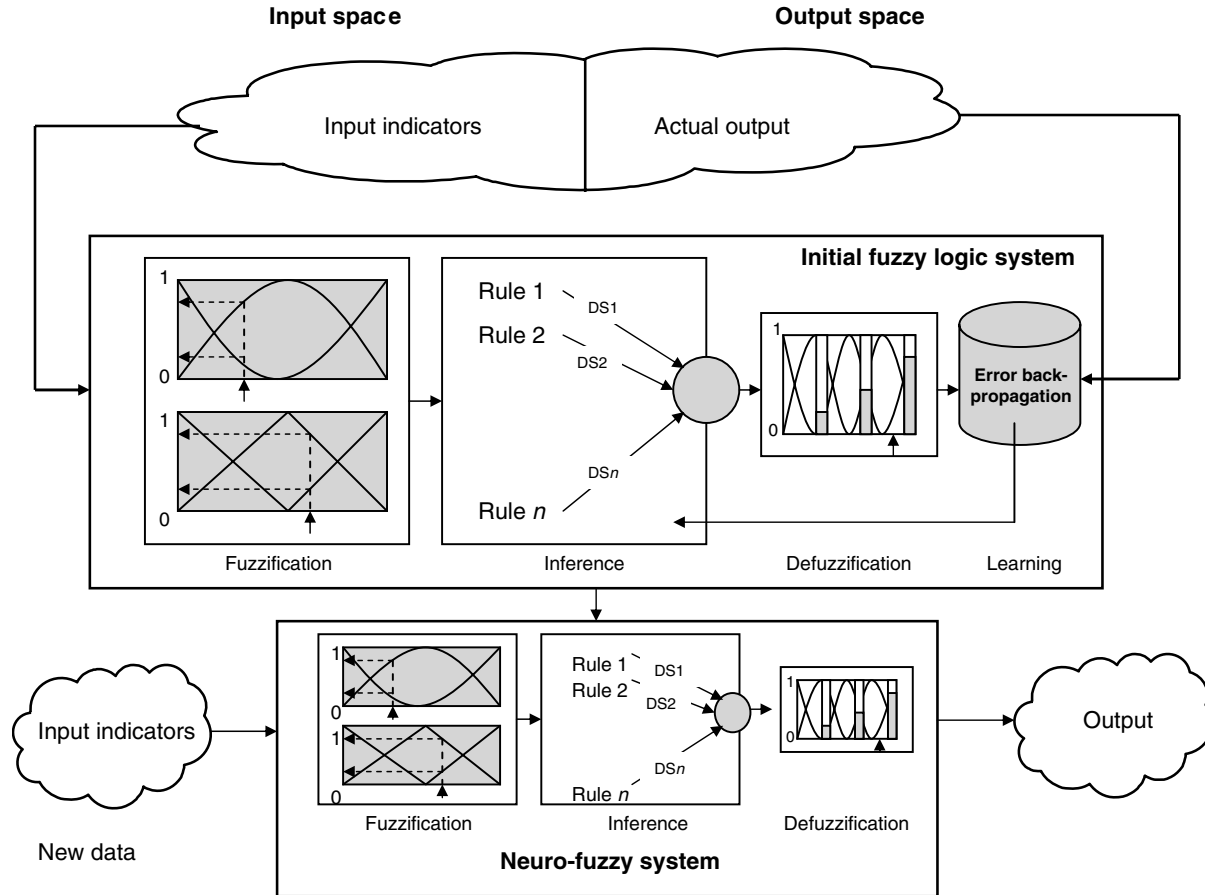 Input space
Output space
Input indicators
Actual output
Initial fuzzy logic system
1
0
1
0
Fuzzification
Rule 1
Rule 2
Rule n
DS1
DS2
DSn
Inference
1
0
Defuzzification
Error back-
propagation
Learning
Input indicators
New data
1
0
1
0
Fuzzification
Rule 1
Rule 2
Rule n
DS1
DS2
DSn
Inference
1
0
Defuzzification
Neuro-fuzzy system
Output